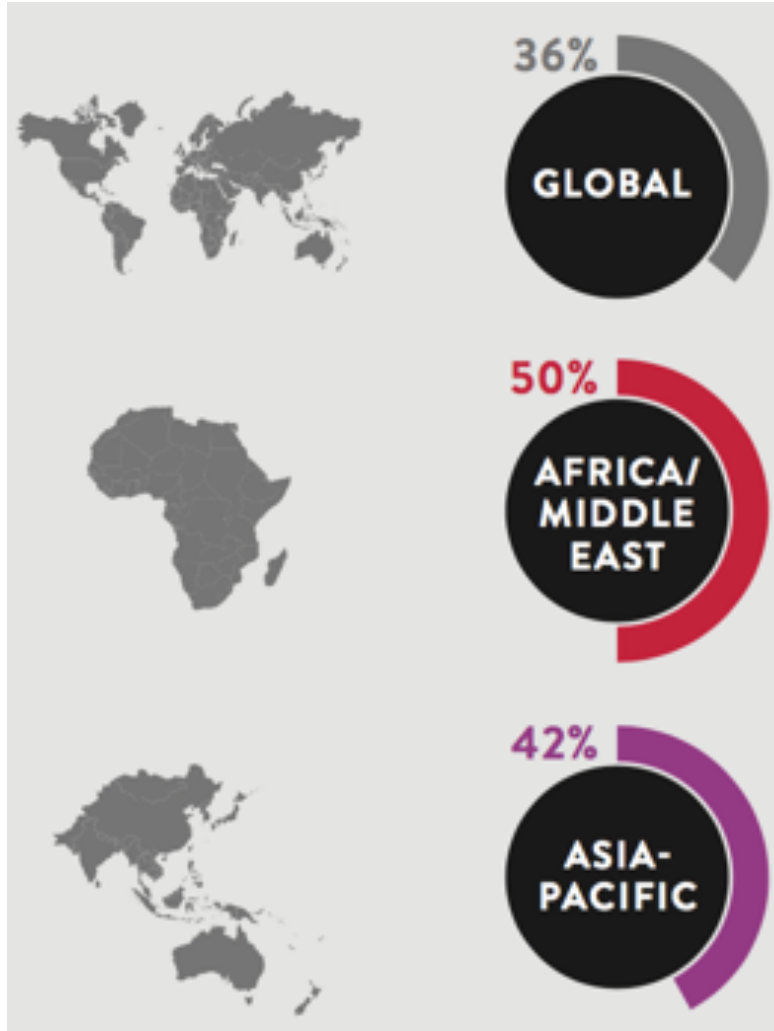 36%
GLOBAL
50%
AFRICA/
MIDDLE
EAST
42%
ASIA-
PACIFIC